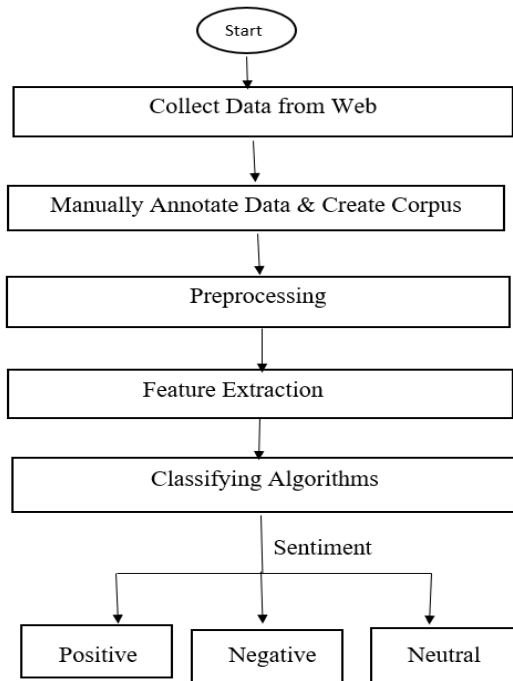 Start
Collect Data from Web
Manually Annotate Data & Create Corpus
Preprocessing
Feature Extraction
Classifying Algorithms
Sentiment
Positive
Negative
Neutral